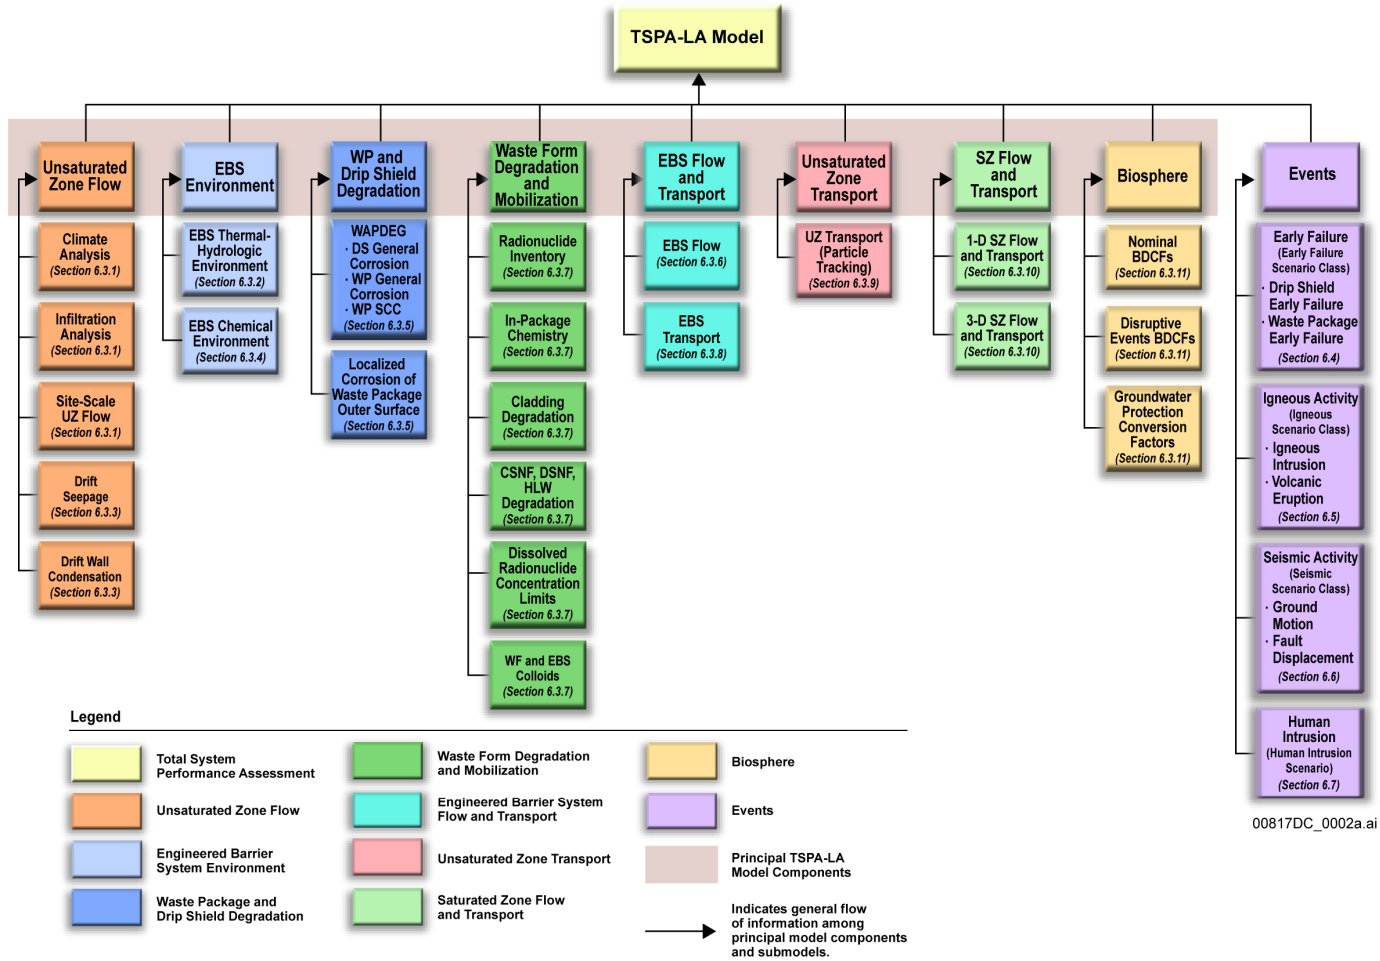 TSPA-LA Model
Unsaturated
Zone Flow
Climate
Analysis
(Section 6.3.1)
Infiltration
Analysis
(Section 6.3.1)
Site-Scale
UZ Flow
(Section 6.3.1)
Drift
Seepage
(Section 6.3.3)
Drift Wall
Condensation
(Section 6.3.3)
EBS
Environment
EBS Thermal-
Hydrologic
Environment
(Section 6.3.2)
EBS Chemical
Environment
(Section 6.3.4)
WP and
Drip Shield
Degradation
WAPDEG
· DS General
Corrosion
· WP General
Corrosion
· WP SCC
(Section 6.3.5)
Localized
Corrosion of
Waste Package
Outer Surface
(Section 6.3.5)
Waste Form
Degradation
and
Mobilization
Radionuclide
Inventory
(Section 6.3.7)
In-Package
Chemistry
(Section 6.3.7)
Cladding
Degradation
(Section 6.3.7)
CSNF, DSNF,
HLW
Degradation
(Section 6.3.7)
Dissolved
Radionuclide
Concentration
Limits
(Section 6.3.7)
WF and EBS
Colloids
(Section 6.3.7)
EBS Flow
and
Transport
EBS Flow
(Section 6.3.6)
EBS
Transport
(Section 6.3.8)
Unsaturated
Zone
Transport
UZ Transport
(Particle
Tracking)
(Section 6.3.9)
SZ Flow
and
Transport
1-D SZ Flow
and Transport
(Section 6.3.10)
3-D SZ Flow
and Transport
(Section 6.3.10)
Biosphere
Nominal
BDCFs
(Section 6.3.11)
Disruptive
Events BDCFs
(Section 6.3.11)
Groundwater
Protection
Conversion
Factors
(Section 6.3.11)
Events
Early Failure
(Early Failure
Scenario Class)
· Drip Shield
Early Failure
· Waste Package
Early Failure
(Section 6.4)
Igneous Activity
(Igneous
Scenario Class)
· Igneous
Intrusion
· Volcanic
Eruption
(Section 6.5)
Seismic Activity
(Seismic
Scenario Class)
· Ground
Motion
· Fault
Displacement
(Section 6.6)
Human
Intrusion
(Human Intrusion
Scenario)
(Section 6.7)
00817DC_0002a.ai
Legend
Total System
Performance Assessment
Unsaturated Zone Flow
Engineered Barrier
System Environment
Waste Package and
Drip Shield Degradation
Waste Form Degradation
and Mobilization
Engineered Barrier System
Flow and Transport
Unsaturated Zone Transport
Saturated Zone Flow
and Transport
Biosphere
Events
Principal TSPA-LA
Model Components
Indicates general flow
of information among
principal model components
and submodels.